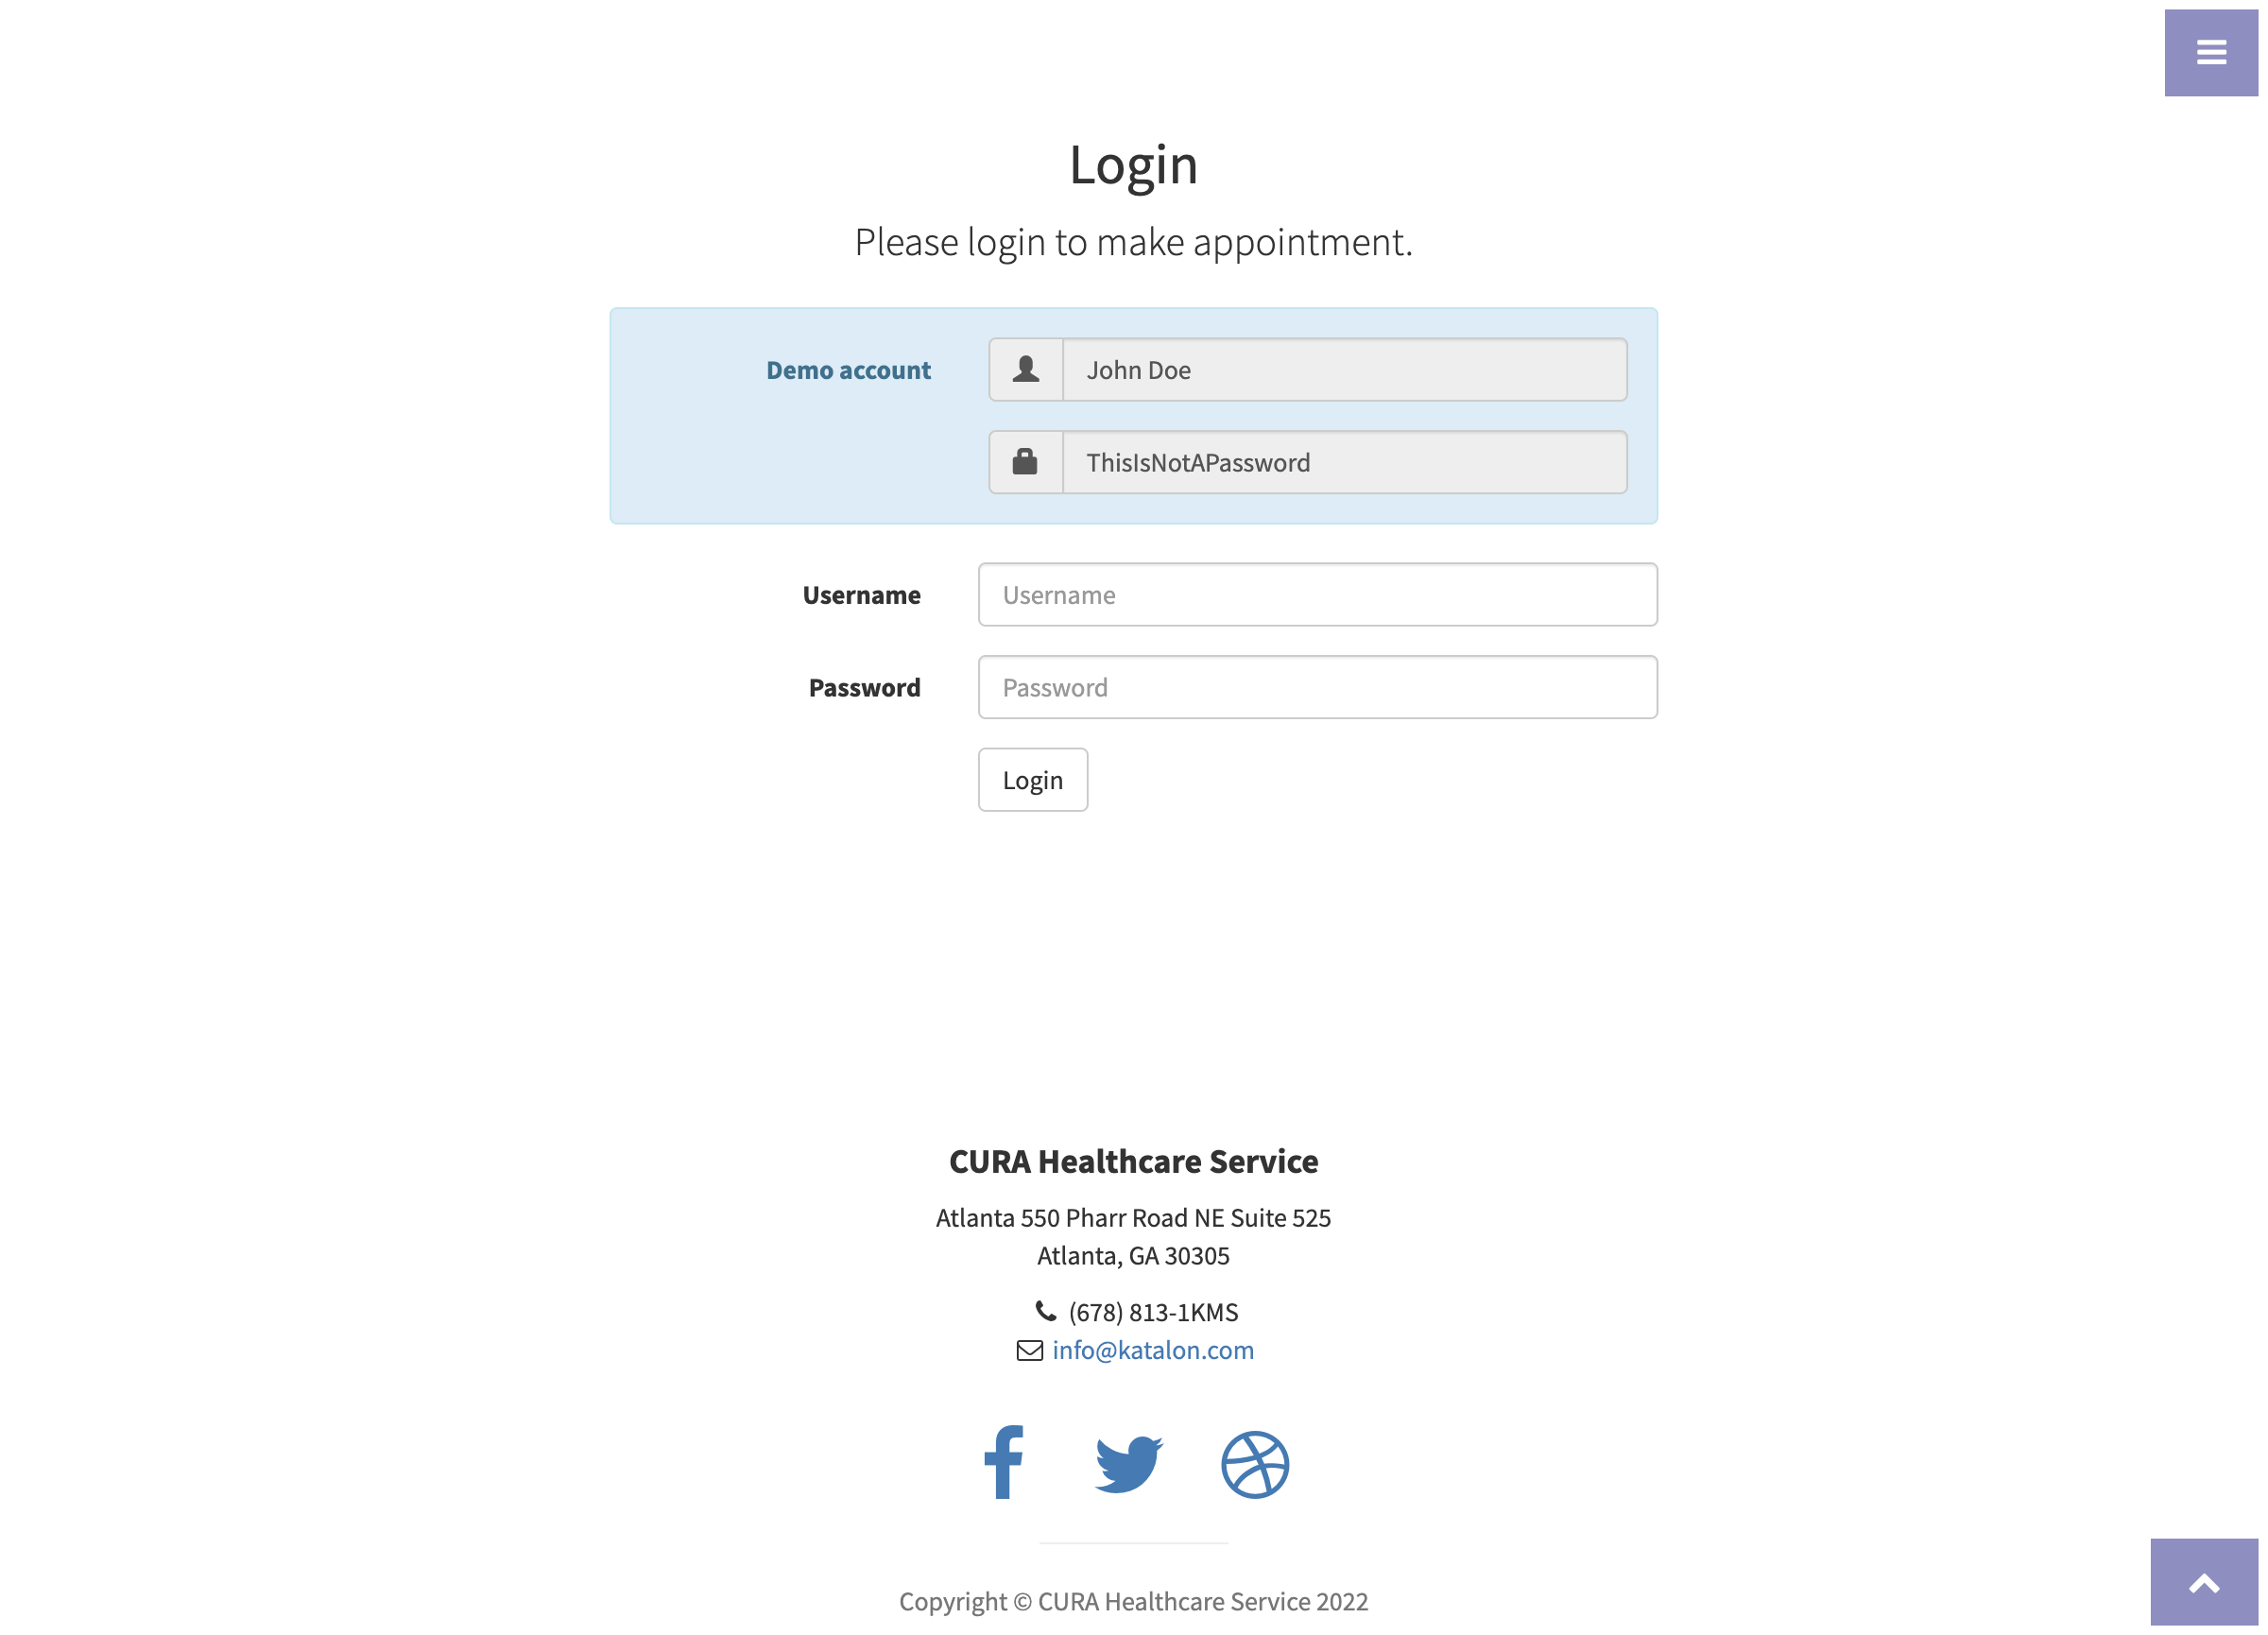 Login
Please login to make appointment.
Demo account
John Doe
ThisIsNotAPassword
Username
Username
Password
Password
Login
CURA Healthcare Service
Atlanta 550 Pharr Road NE Suite 525
Atlanta, GA 30305
(678) 813-1KMS
info@katalon.com
Copyright © CURA Healthcare Service 2022